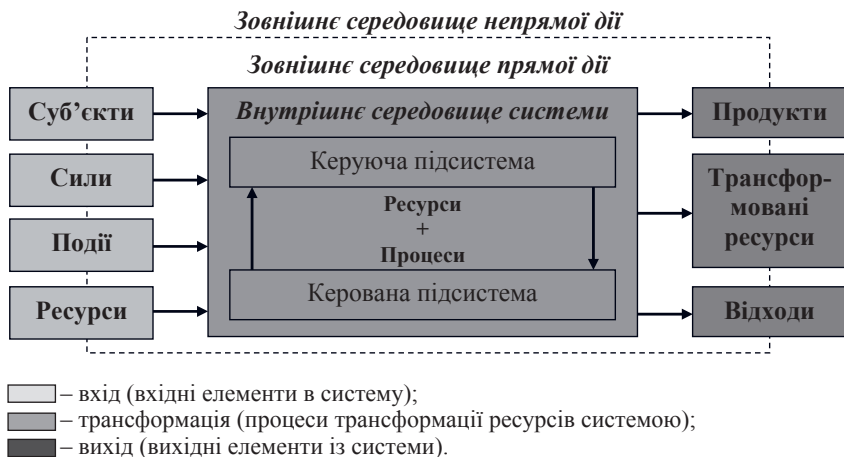 Зовнішнє середовище непрямої дії
Зовнішнє середовище прямої дії
Суб’єкти
Сили
Події
Ресурси
Внутрішнє середовище системи
Керуюча підсистема
Ресурси
+
Процеси
Керована підсистема
Продукти
Трансфор-
мовані
ресурси
Відходи
– вхід (вхідні елементи в систему);
– трансформація (процеси трансформації ресурсів системою);
– вихід (вихідні елементи із системи).